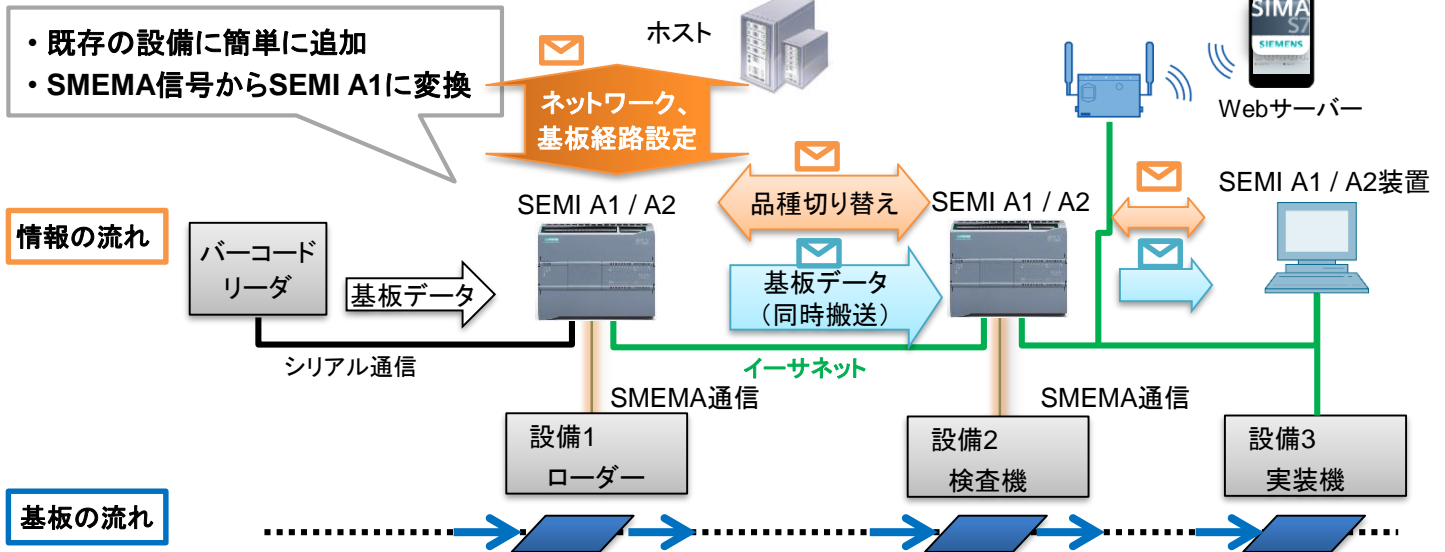 ・既存の設備に簡単に追加
・SMEMA信号からSEMI A1に変換
ホスト
SIMA
S7
SIEMENS
Webサーバー
ネットワーク、
基板経路設定
SEMI A1 / A2
品種切り替え
SEMI A1 / A2
SEMI A1 / A2装置
情報の流れ
バーコード
リーダ
基板データ
基板データ
（同時搬送）
シリアル通信
イーサネット
SMEMA通信
SMEMA通信
設備1
ローダー
設備2
検査機
設備3
実装機
基板の流れ